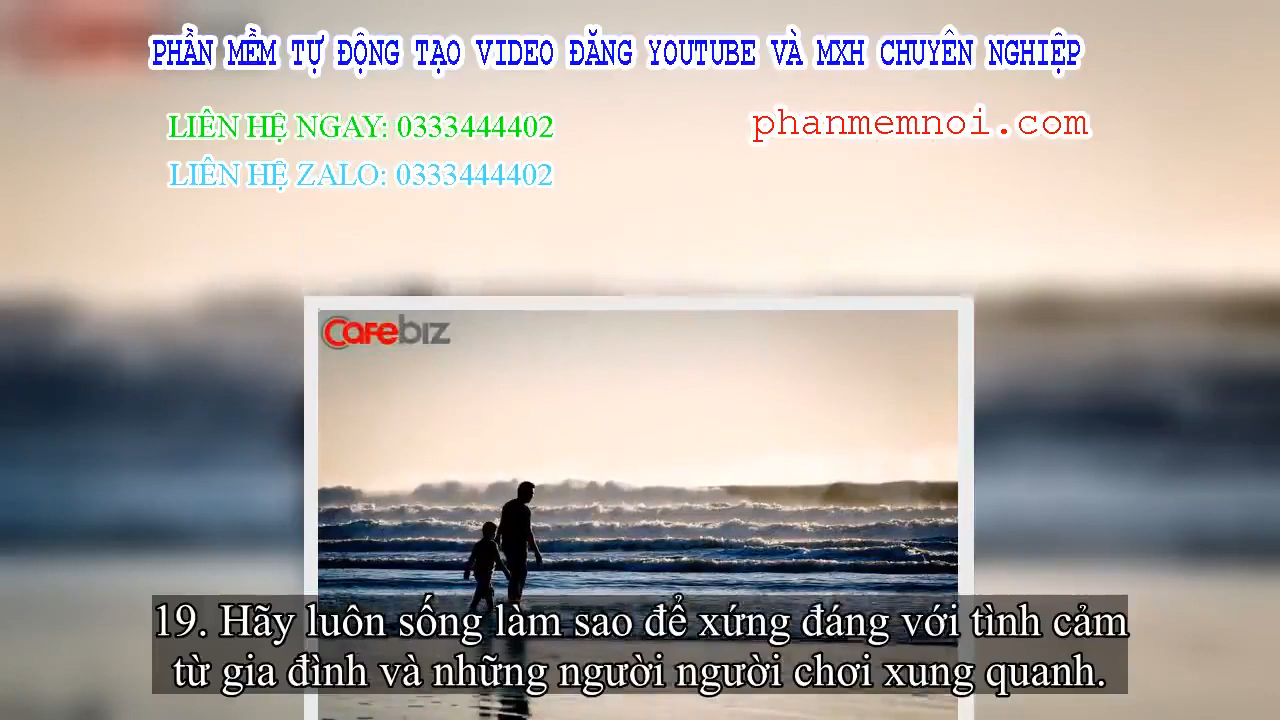 PHẦN MỀM TỰ ĐỘNG TẠO VIDEO ĐĂNG YOUTUBE VÀ MXH CHUYÊN NGHIỆP
LIÊN HỆ NGAY: 0333444402
phanmemnoi.com
LIÊN HỆ ZALO: 0333444402
Cafebiz
19. Hãy luôn sống làm sao để xứng đáng với tình cảm
từ gia đình và những người người chơi xung quanh.